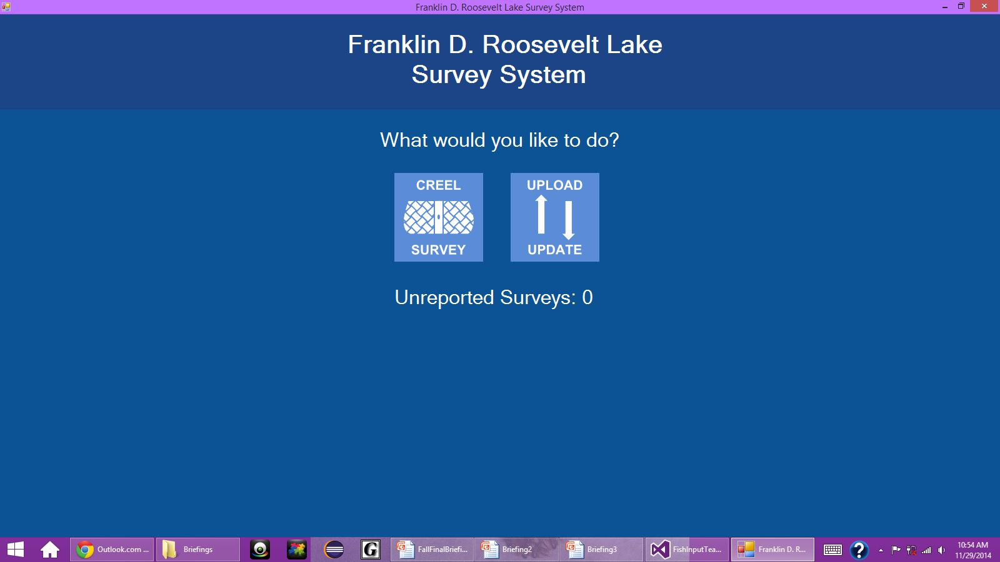 Franklin D. Roosevelt Lake Survey System
Franklin D. Roosevelt Lake
Survey System
What would you like to do?
CREEL
SURVEY
UPLOAD
UPDATE
Unreported Surveys: 0
Outlook.com ...
Briefings
G
FallFinalBriefi...
Briefing2
Briefing3
FishInputTea...
Franklin D. R...
?
10:54 AM
11/29/2014